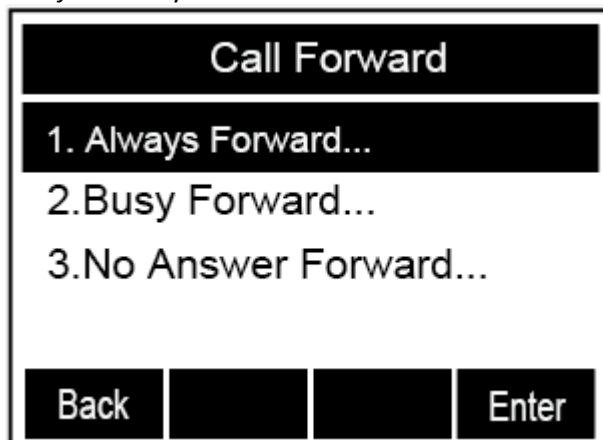 Call Forward
1. Always Forward...
2.Busy Forward...
3.No Answer Forward...
Back Enter